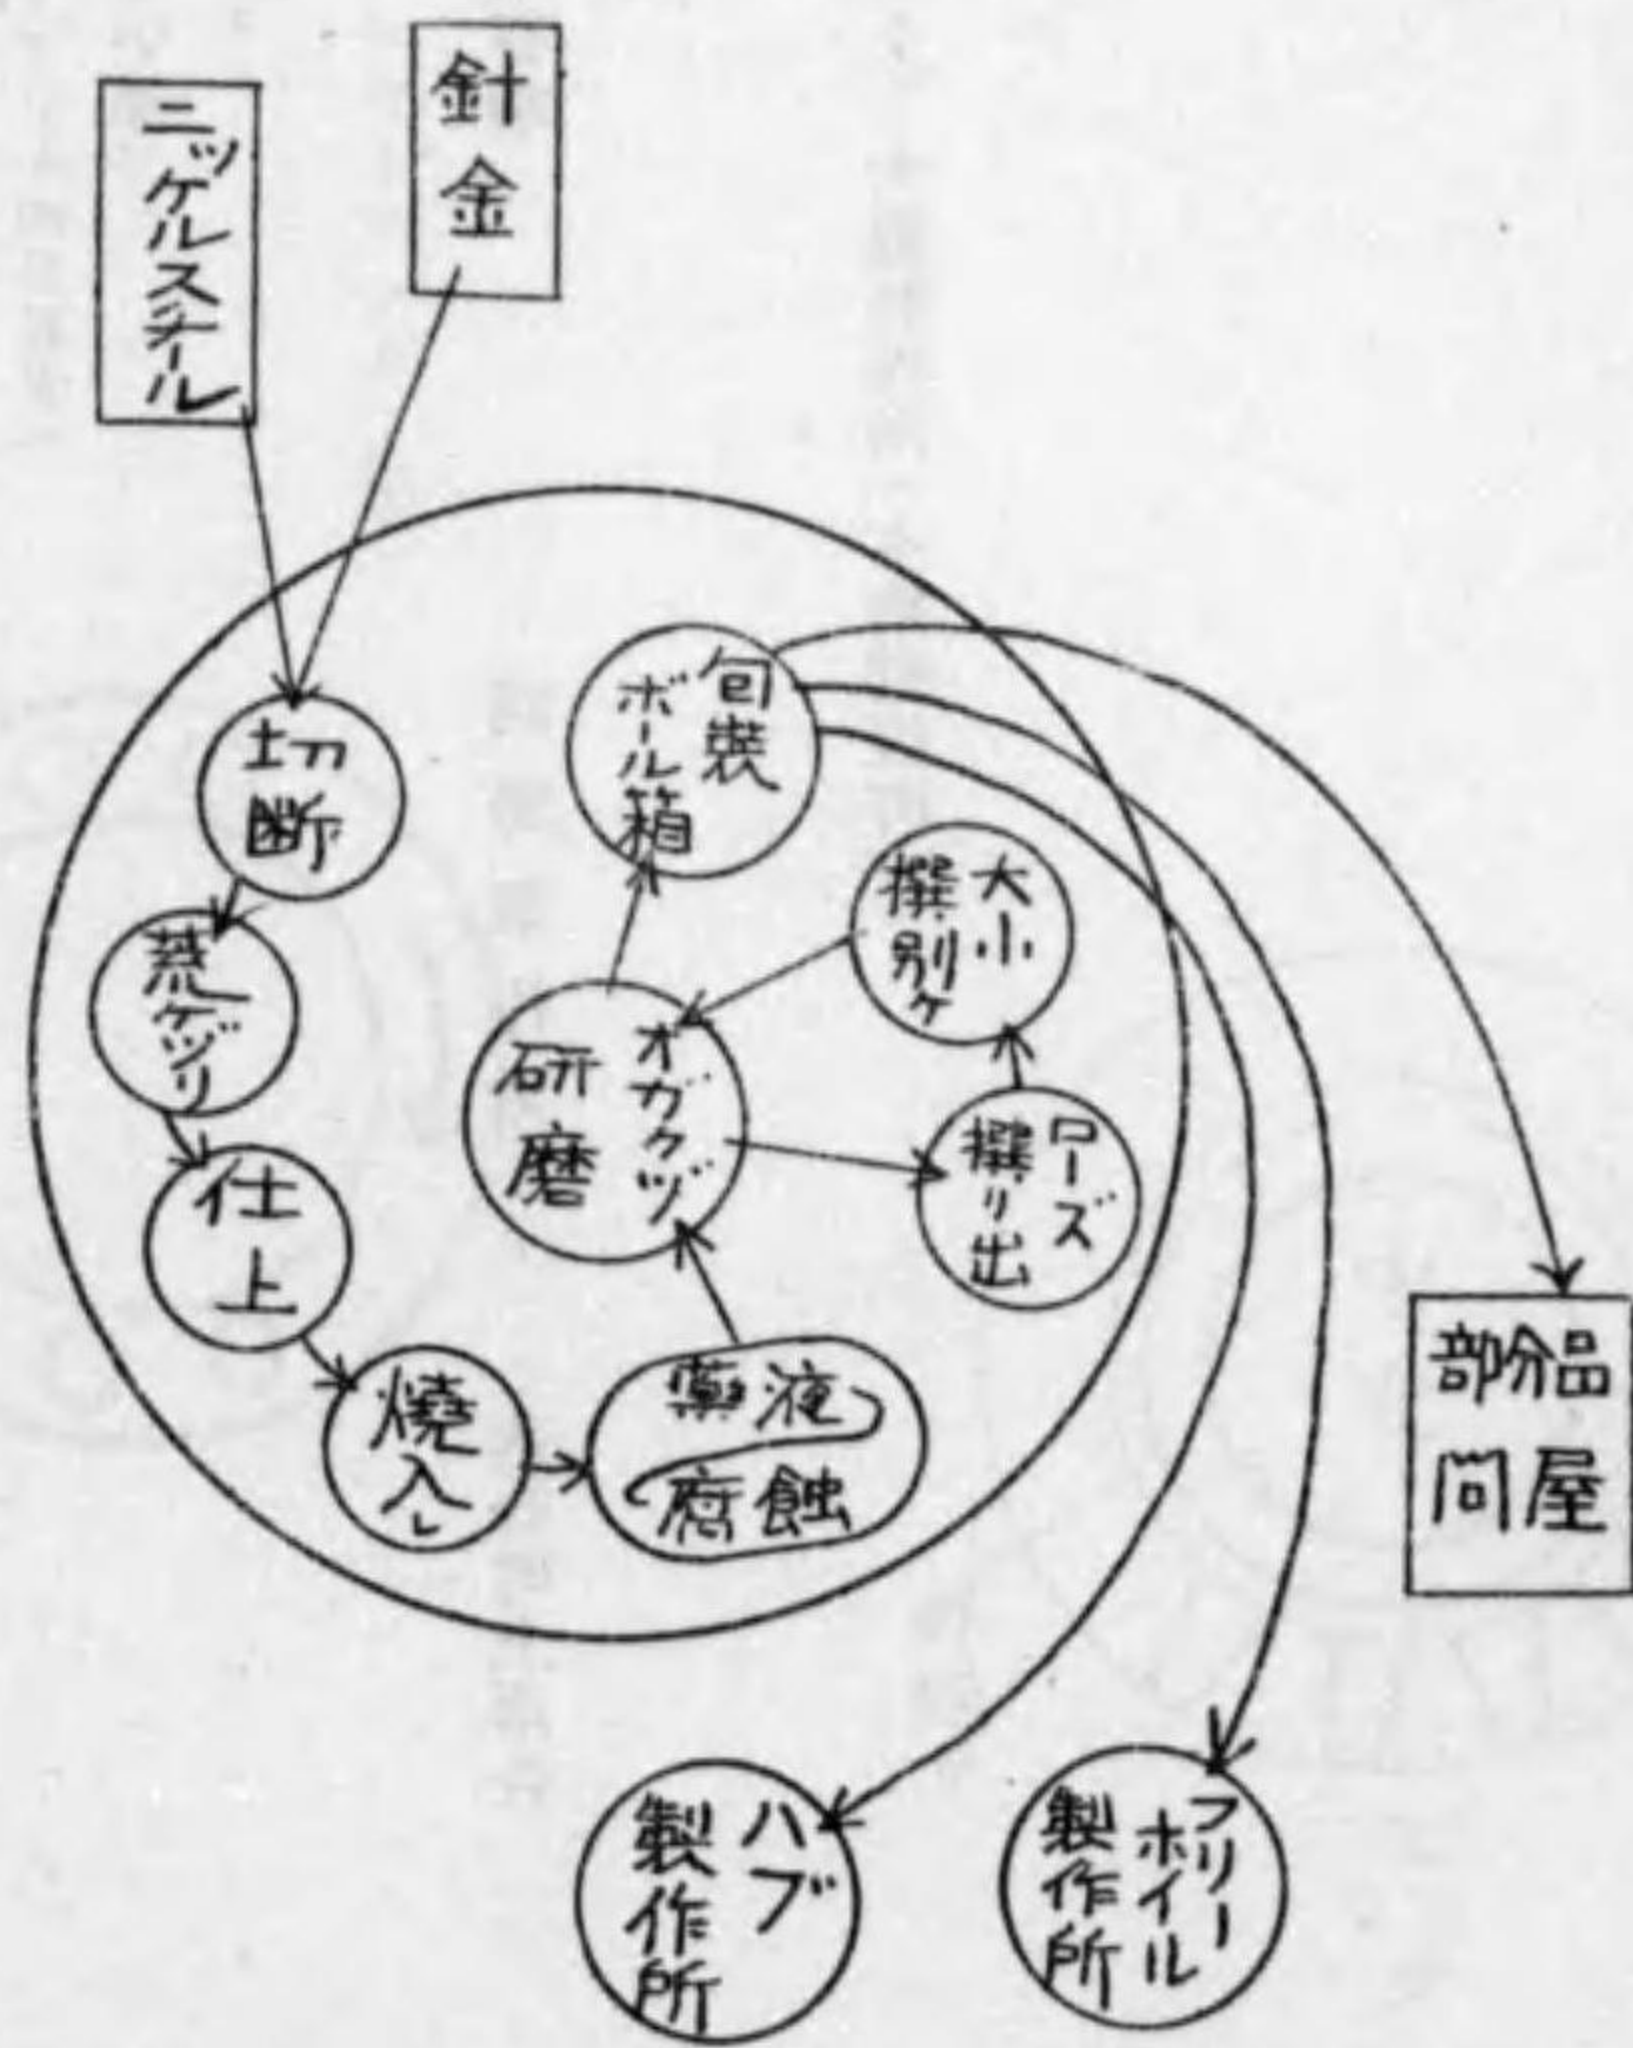 針金
ニッケルスチール
切断
荒ケヅリ
仕上
焼入レ
薬液
腐蝕
オガクヅ
研磨
ローズ
撰リ出
大小
撰別ケ
包装
ボール箱
部分品
問屋
フリー
ホイル
製作所
ハブ
製作所